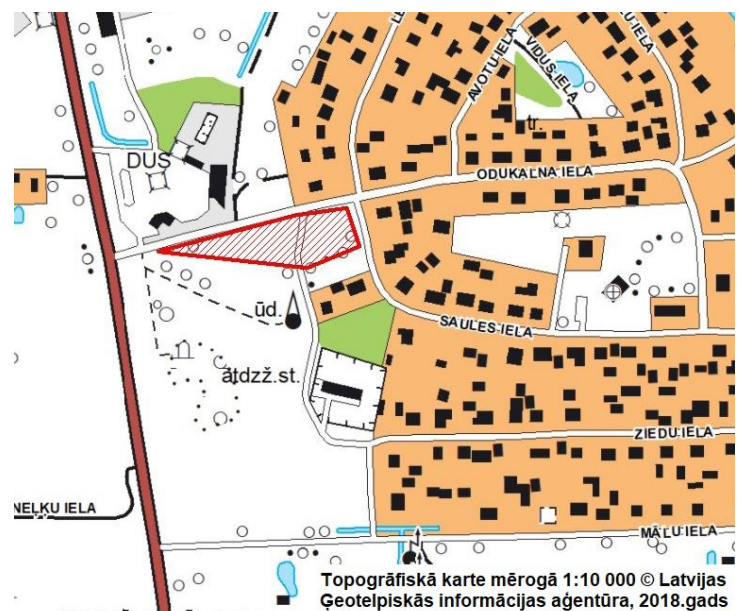 AVOTU IELA
VIDUS IELA
tr.
DUS
ODUKALNA IELA
ūd.
SAULES IELA
atdzž.st.
ZIEDU IELA
NEĻĶU IELA
MĀLU IELA
Topogrāfiskā karte mērogā 1:10 000 © Latvijas
Ģeotelpiskās informācijas aģentūra, 2018.gads